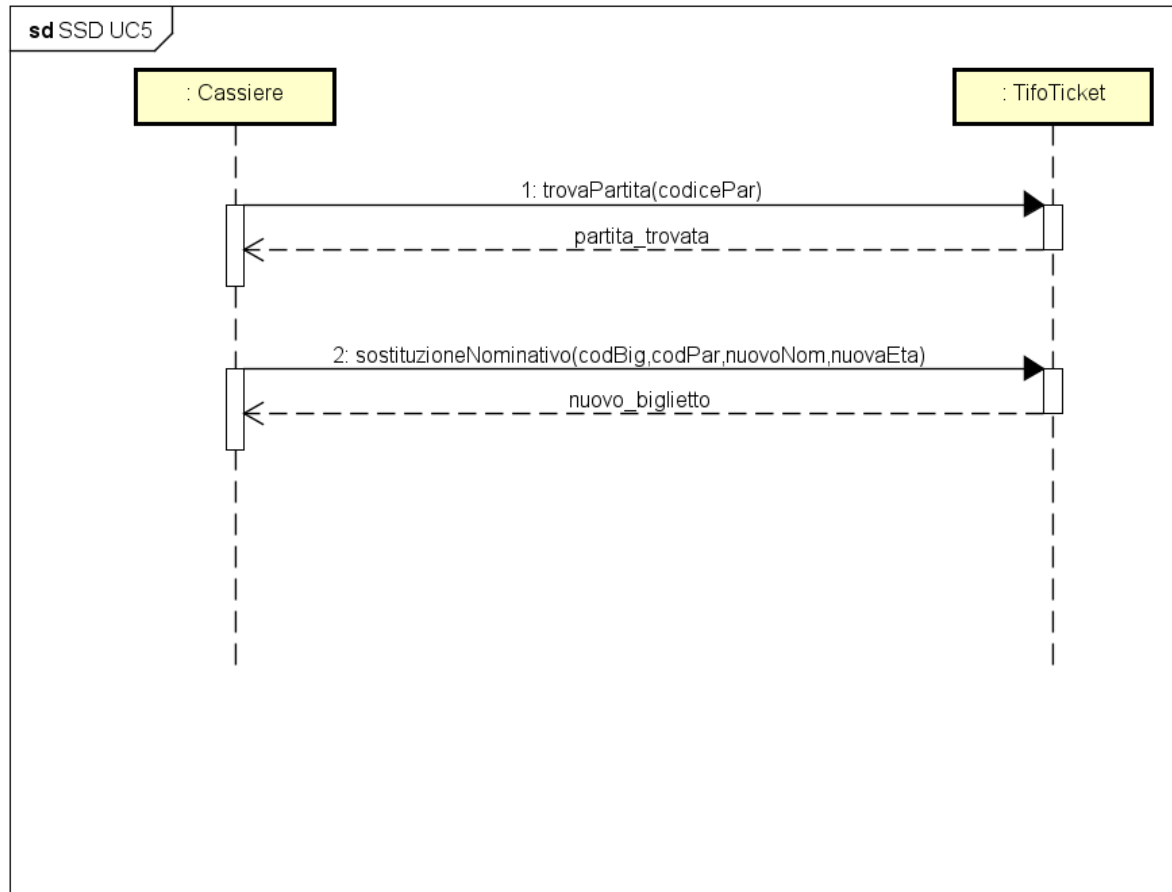 sd SSD UC5
: Cassiere
: TifoTicket
1: trovaPartita(codicePar)
partita_trovata
2: sostituzioneNominativo(codBig,codPar,nuovoNom,nuovaEta)
nuovo_biglietto